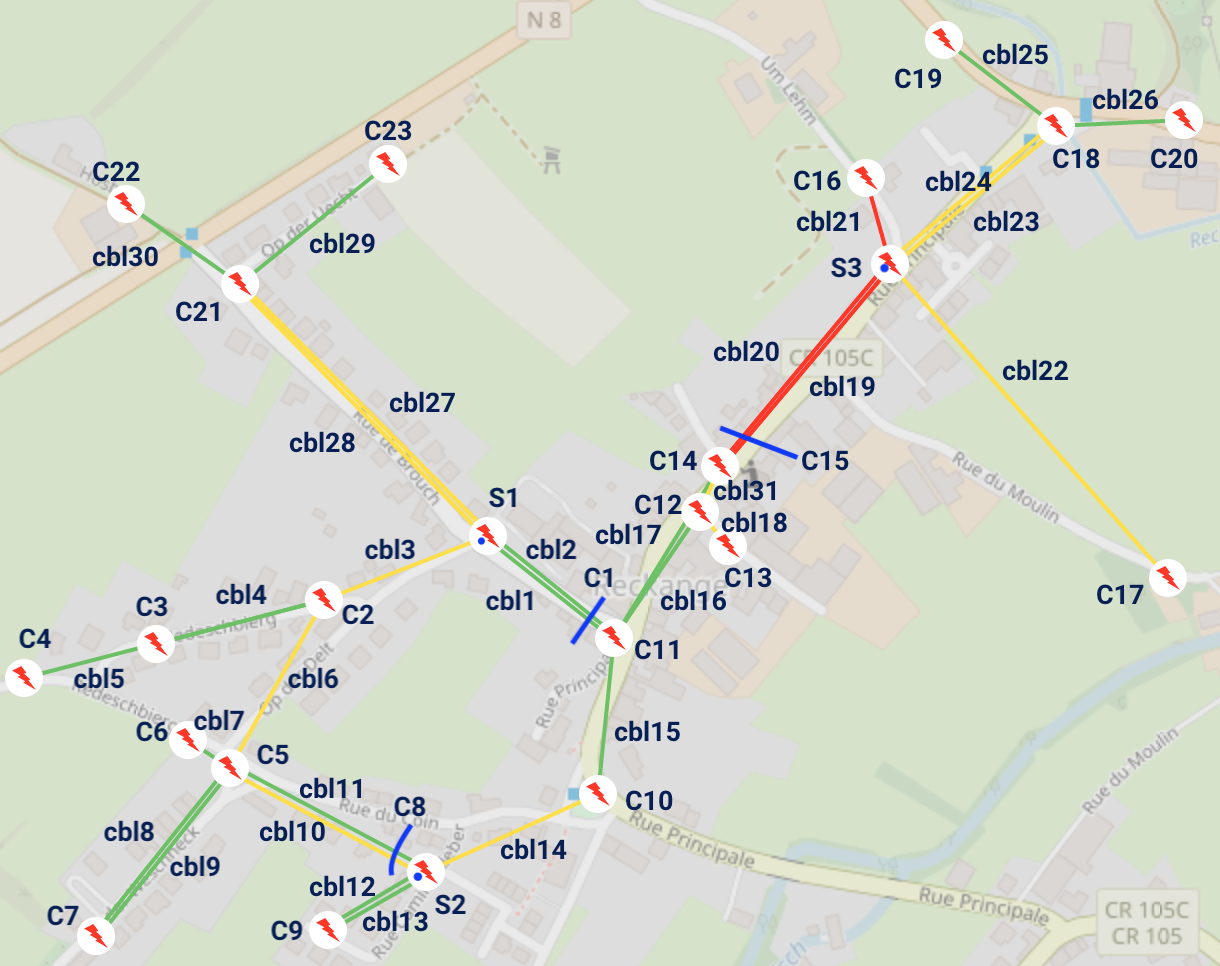 N 8
Um Lehm
C19
cbl25
cbl26
C18
C20
C23
C22
cbl30
Op der Liecht
cbl29
C21
C16
cbl21
cbl24
cbl23
S3
Rue Principale
cbl20
CR 105C
cbl19
cbl22
cbl27
cbl28
Rue de Brouch
C14
C15
Rue du Moulin
cbl31
S1
C12
cbl18
cbl17
cbl2
cbl3
C13
C1
Reckange
cbl16
C17
cbl1
cbl4
C3
C2
Redeschbierg
C4
C11
cbl5
cbl6
Op der Delt
Redeschbierg
Rue Principale
cbl7
C6
cbl15
C5
cbl11
C8
C10
Rue du Moulin
Rue du Coin
cbl8
cbl10
cbl14
Rue Principale
cbl9
cbl12
S2
Rue Principale
C7
cbl13
C9
CR 105C
CR 105